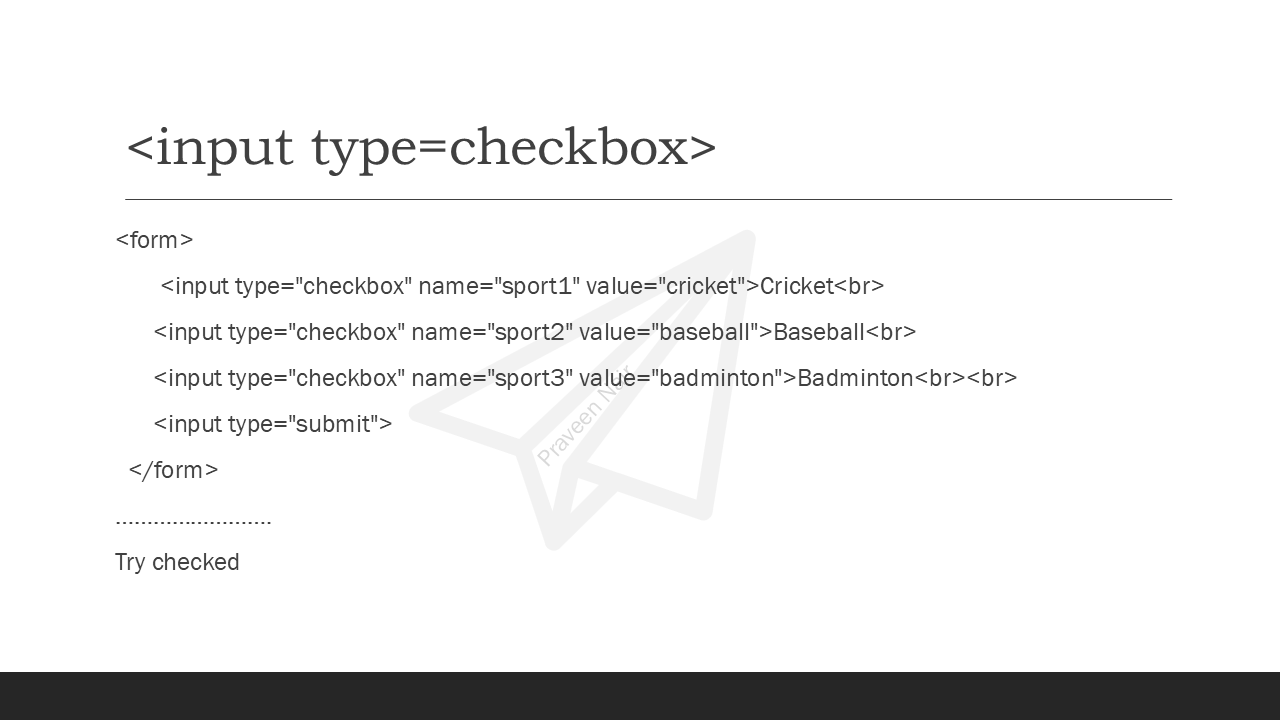 <input type=checkbox>
<form>
<input type="checkbox" name="sport1" value="cricket">Cricket<br>
<input type="checkbox" name="sport2" value="baseball">Baseball<br>
<input type="checkbox" name="sport3" value="badminton">Badminton<br><br>
<input type="submit">
</form>
.........................
Try checked
Praveen Nair